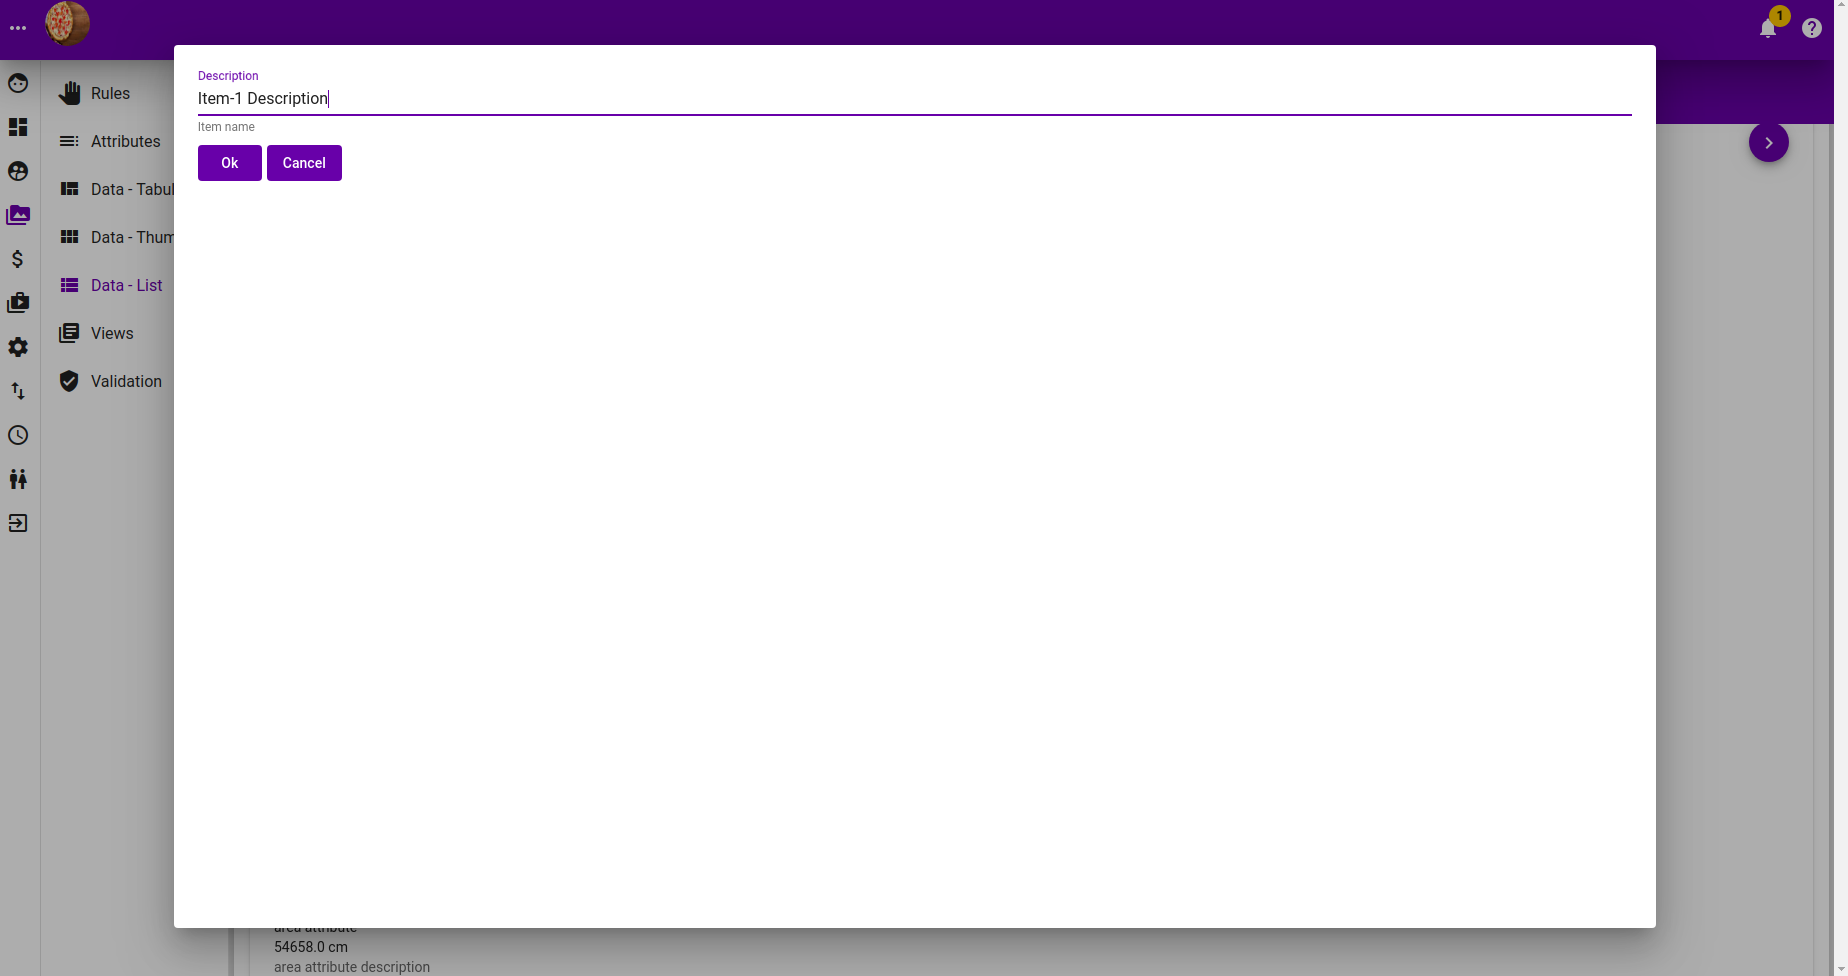 1
Rules
Attributes
Data - Tabul
Data - Thum
Data - List
Views
Validation
Description
Item-1 Description
Item name
Ok Cancel
area attribute
54658.0 cm
area attribute description